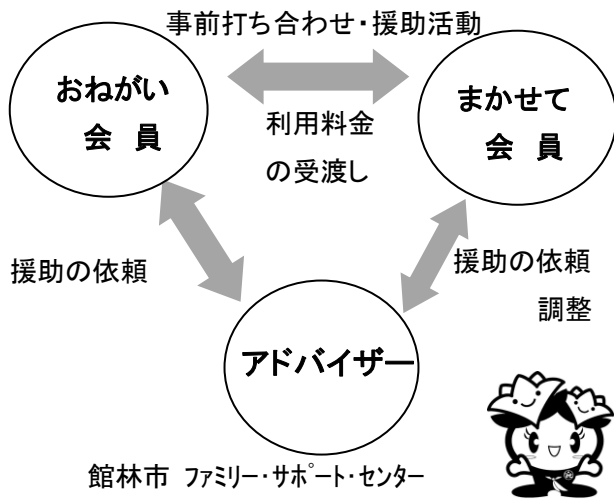 事前打ち合わせ・援助活動
おねがい
会 員
まかせて
会 員
利用料金
の受渡し
援助の依頼
援助の依頼
調整
アドバイザー
館林市 ﾌｧﾐﾘｰ･ｻﾎﾟｰﾄ･ｾﾝﾀｰ